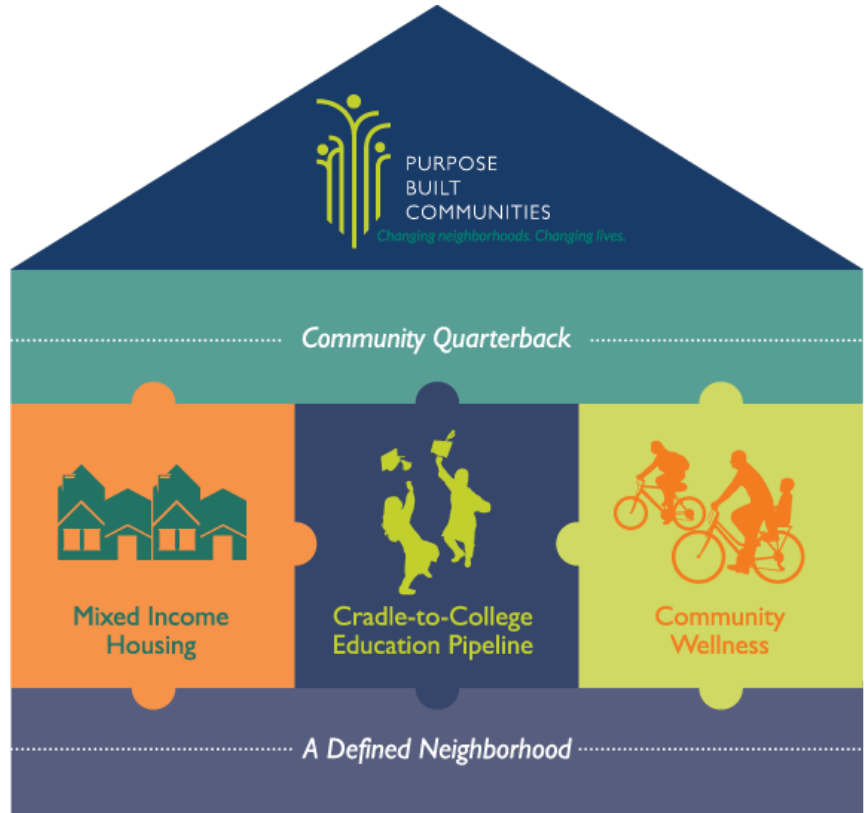 PURPOSE
BUILT
COMMUNITIES
Changing neighborhoods. Changing lives.
Community Quarterback
Mixed Income
Housing
Cradle-to-College
Education Pipeline
Community
Wellness
A Defined Neighborhood